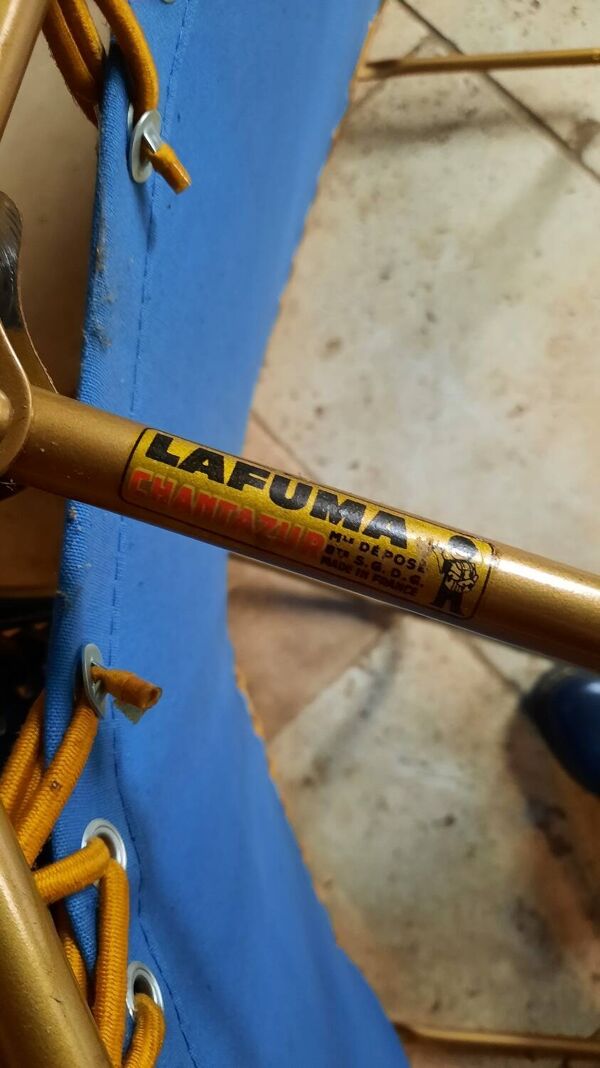 LAFUMA
CHANTAZUR
MLE DÉPOSÉ
BTÉ S.G.D.G.
MADE IN FRANCE